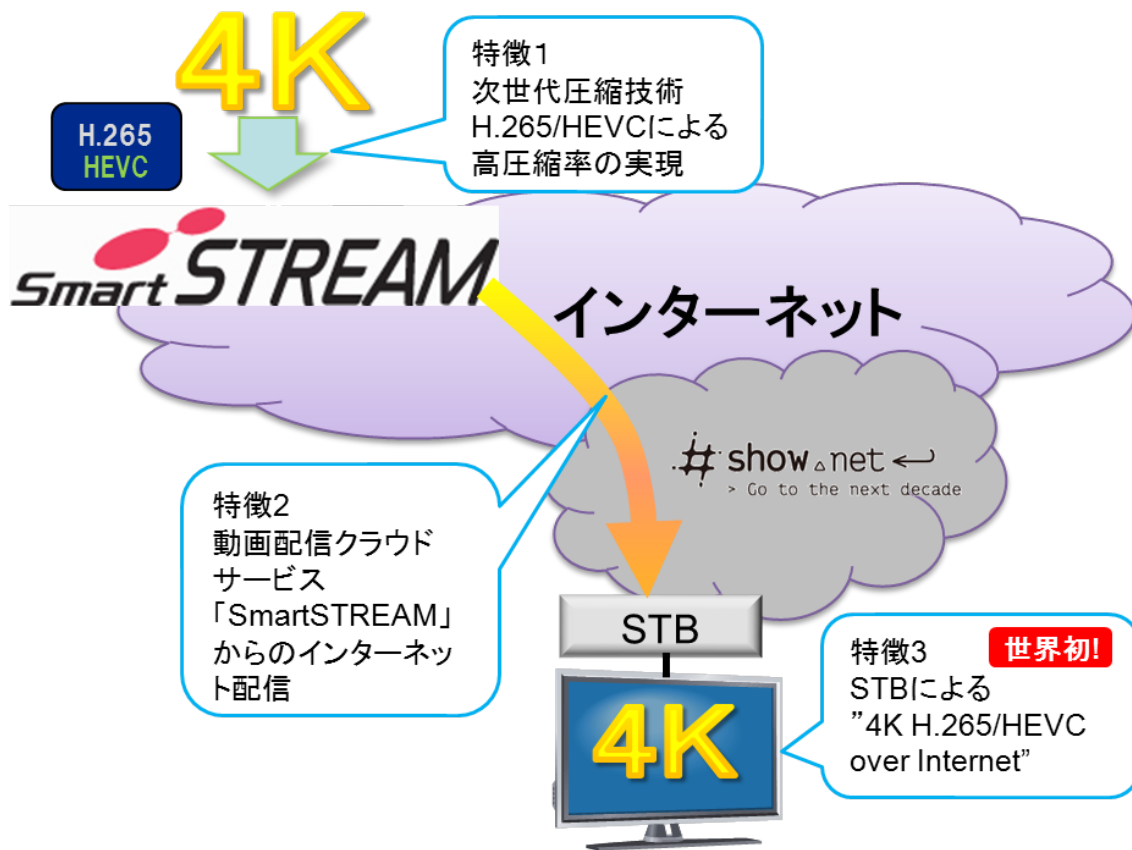 4K
特徴1
次世代圧縮技術
H.265/HEVCによる
高圧縮率の実現
H.265
HEVC
Smart STREAM
インターネット
#show△net↩
> Go to the next decade
特徴2
動画配信クラウド
サービス
「SmartSTREAM」
からのインターネッ
ト配信
STB
4K
特徴3
世界初!
STBによる
”4K H.265/HEVC
over Internet”